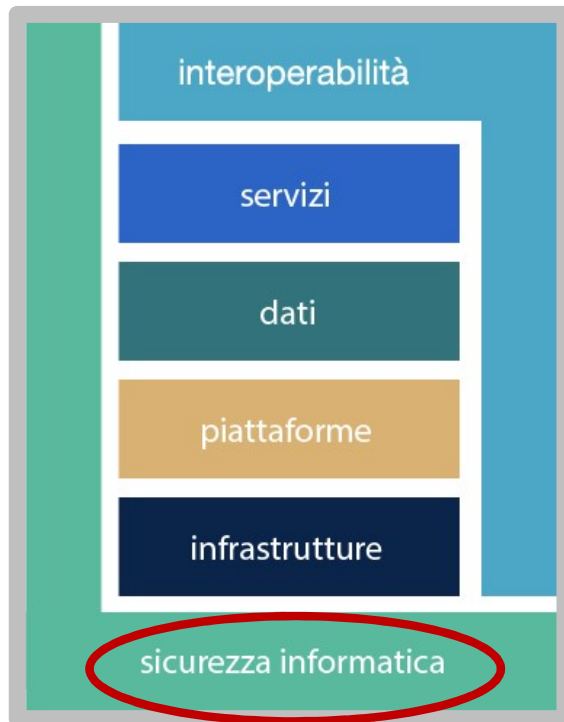 interoperabilità
servizi
dati
piattaforme
infrastrutture
sicurezza informatica